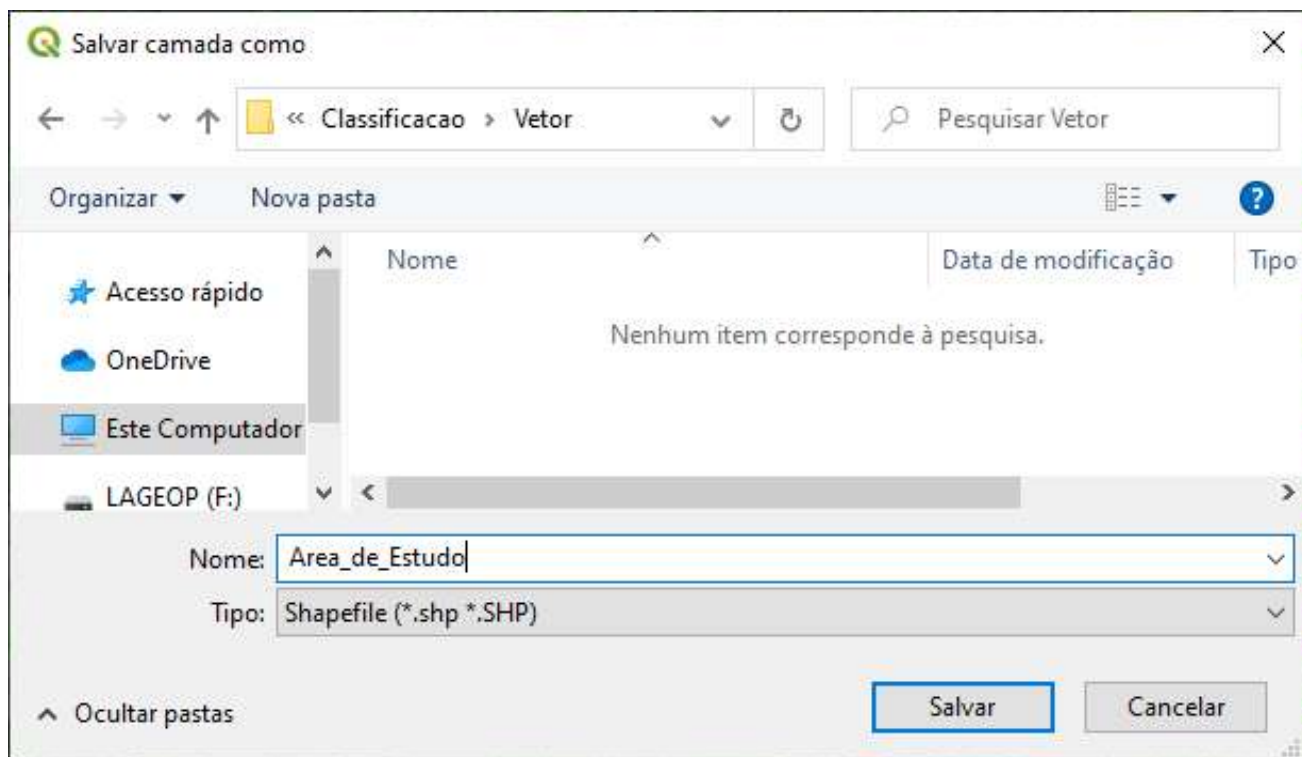 Salvar camada como
« Classificacao > Vetor
Pesquisar Vetor
Organizar
Nova pasta
?
Nome
Data de modificação
Tipo
Acesso rápido
OneDrive
Este Computador
LAGEOP (F:)
Nenhum item corresponde à pesquisa.
Nome: Area_de_Estudo
Tipo: Shapefile (*.shp *.SHP)
Ocultar pastas
Salvar
Cancelar